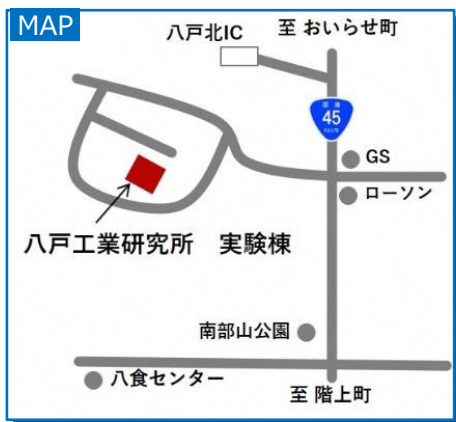 MAP
八戸北IC
至 おいらせ町
国道
45
GS
ローソン
八戸工業研究所 実験棟
南部山公園
八食センター
至 階上町